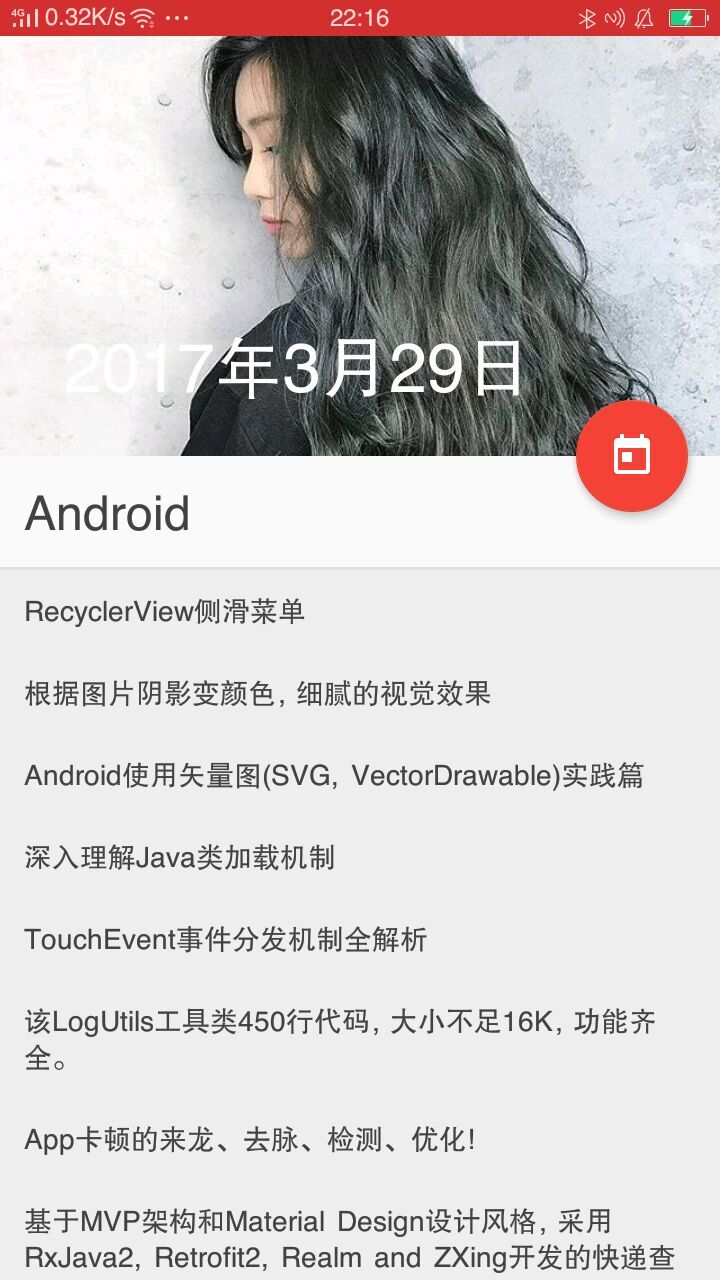 4G 0.32K/s 22:16
2017年3月29日
Android
RecyclerView侧滑菜单
根据图片阴影变颜色, 细腻的视觉效果
Android使用矢量图(SVG, VectorDrawable)实践篇
深入理解Java类加载机制
TouchEvent事件分发机制全解析
该LogUtils工具类450行代码, 大小不足16K, 功能齐
全。
App卡顿的来龙、去脉、检测、优化!
基于MVP架构和Material Design设计风格, 采用
RxJava2, Retrofit2, Realm and ZXing开发的快递查